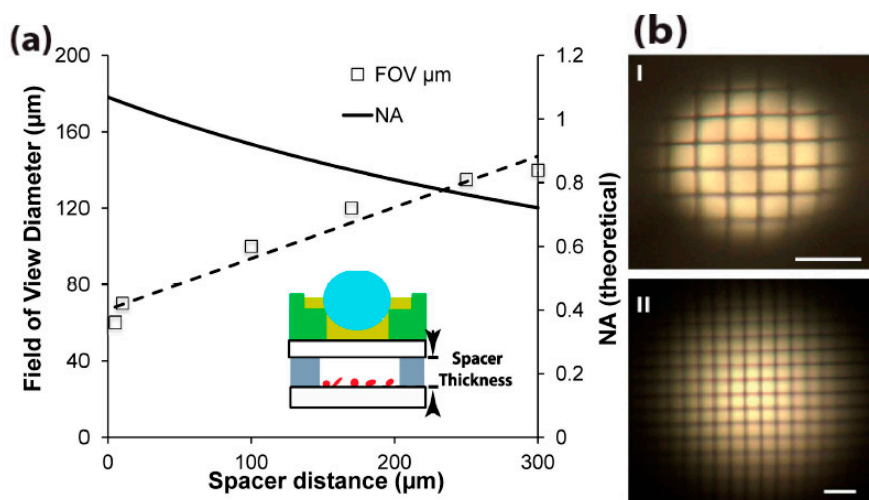 (a)
200
160
120
80
40
0
Field of View Diameter (µm)
FOV µm
NA
1.2
1
0.8
0.6
0.4
0.2
0
NA (theoretical)
Spacer
Thickness
0
100
200
300
Spacer distance (µm)
(b)
I
II